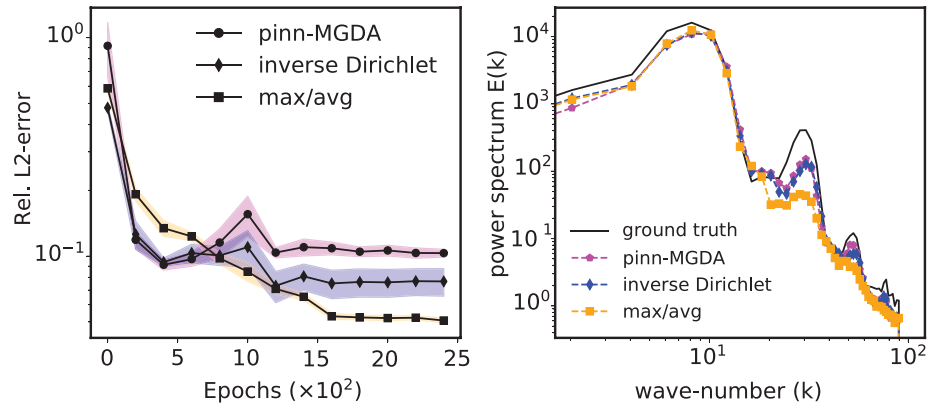 10⁰
10⁻¹
Rel. L2-error
pinn-MGDA
inverse Dirichlet
max/avg
0 5 10 15 20 25
Epochs (×10²)
10⁴
10³
10²
10¹
10⁰
power spectrum E(k)
ground truth
pinn-MGDA
inverse Dirichlet
max/avg
10¹ 10²
wave-number (k)